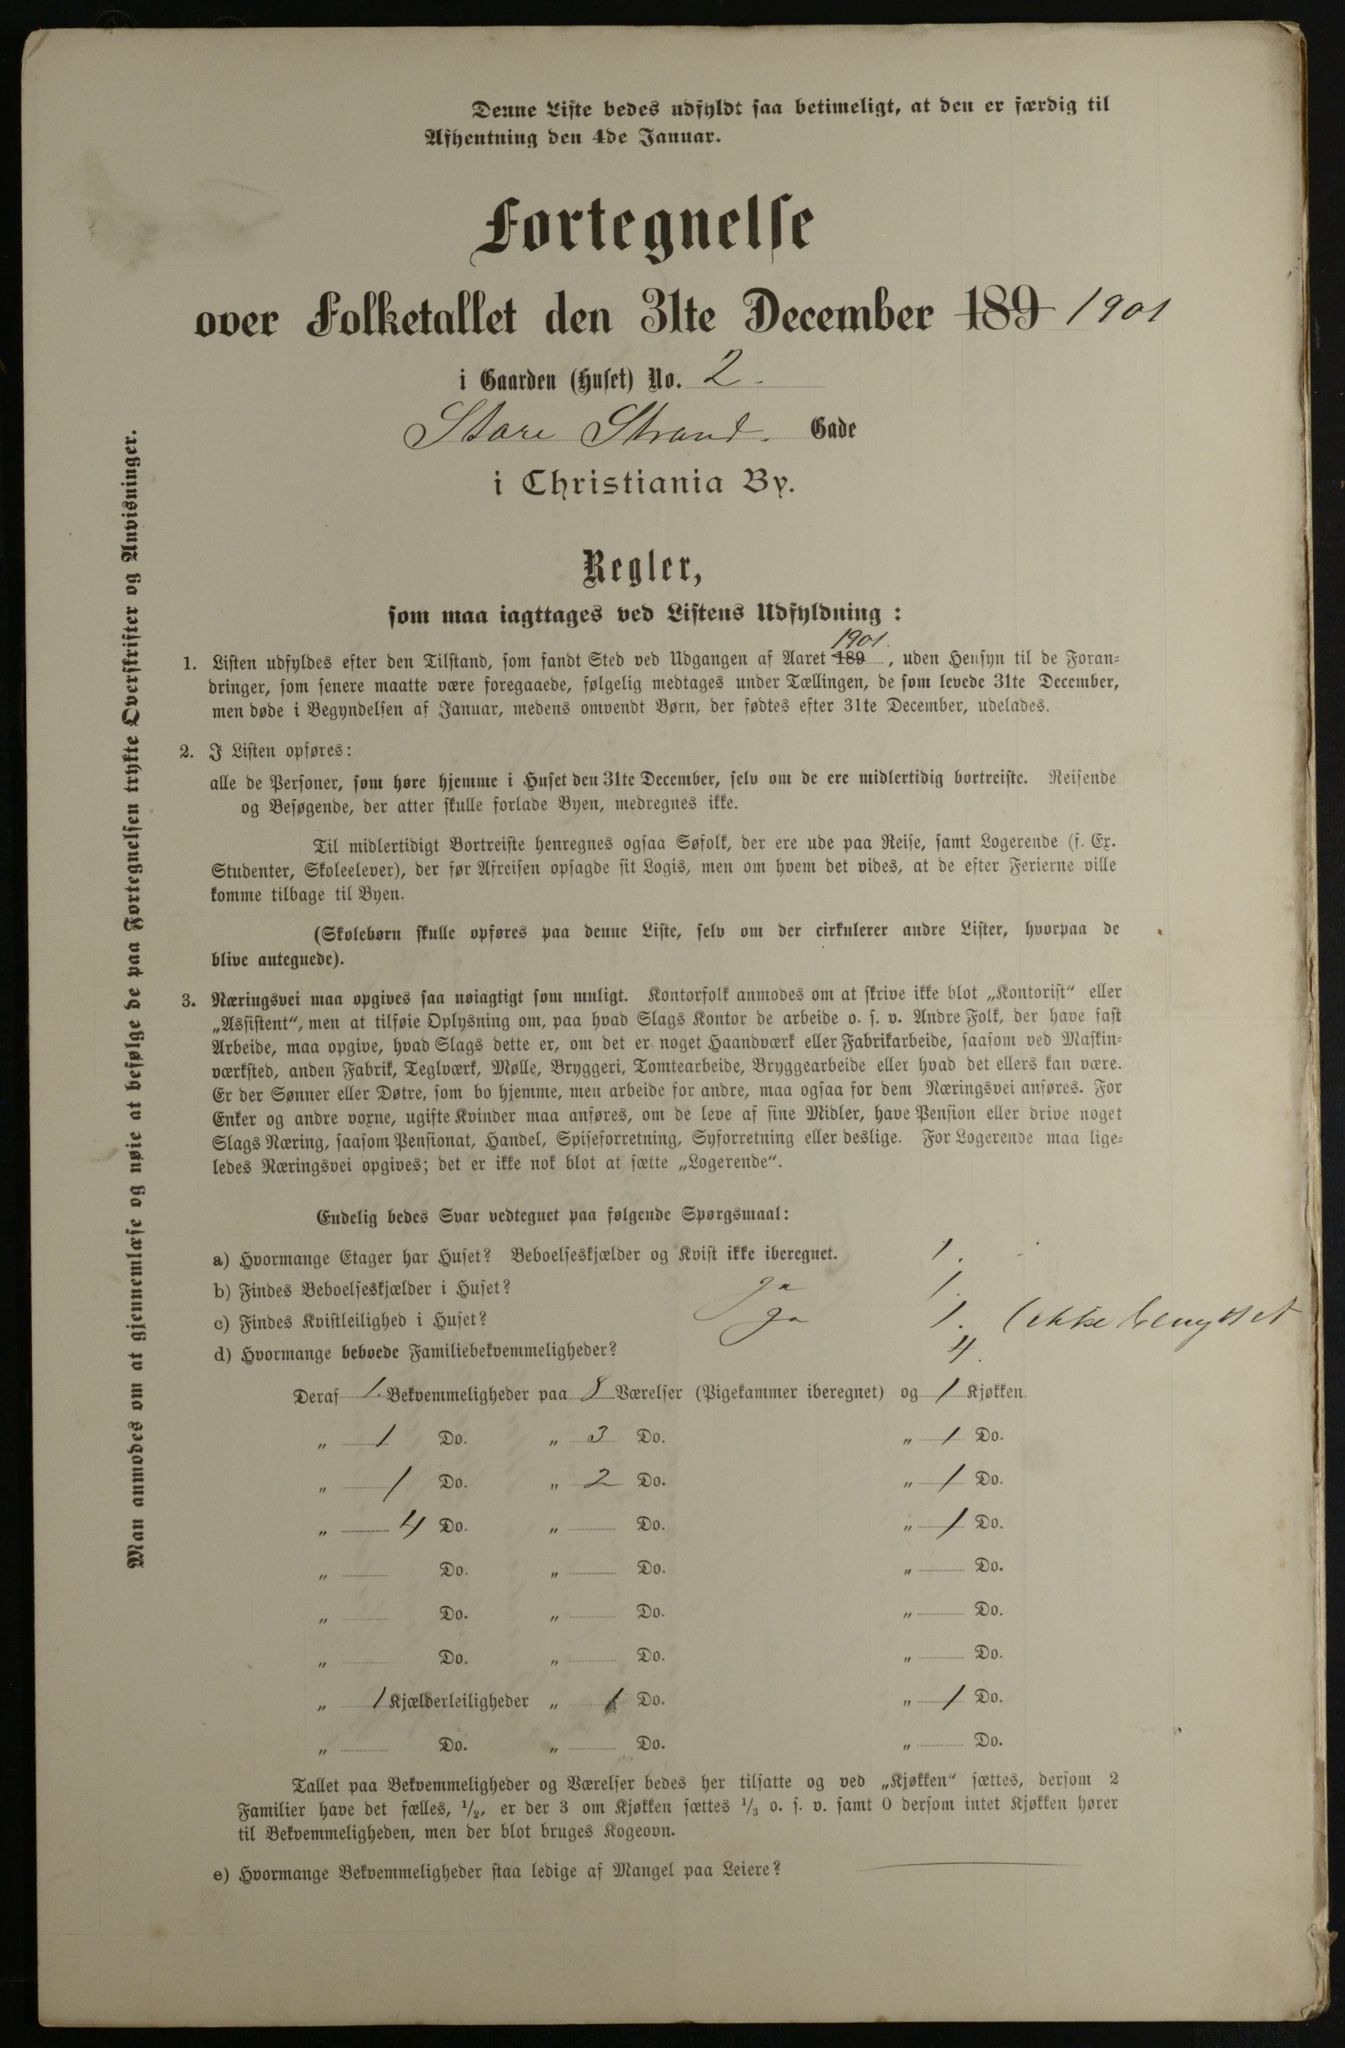 Denne Liste bedes udfyldt saa betimeligt, at den er færdig til
Afhentning den 4de Januar.
Fortegnelse
over Folketallet den 31te December 189 1901
i Gaarden (Huset) No. 2.
Store Strand. Gade
i Christiania By.
Regler,
som maa iagttages ved Listens Udfyldning:
1901.
1. Listen udfyldes efter den Tilstand, som fandt Sted ved Udgangen af Aaret 189 , uden Hensyn til de Foran-
dringer, som senere maatte være foregaaede, følgelig medtages under Tællingen, de som levede 31te December,
men døde i Begyndelsen af Januar, medens omvendt Børn, der fødtes efter 31te December, udelades.
2. I Listen opføres:
alle de Personer, som høre hjemme i Huset den 31te December, selv om de ere midlertidig bortreiste. Reisende
og Besøgende, der atter skulle forlade Byen, medregnes ikke.
Til midlertidigt Bortreiste henregnes ogsaa Søfolk, der ere ude paa Reise, samt Logerende (f. Ex.
Studenter, Skoleelever), der før Afreisen opsagde sit Logis, men om hvem det vides, at de efter Ferierne ville
komme tilbage til Byen.
(Skolebørn skulle opføres paa denne Liste, selv om der cirkulerer andre Lister, hvorpaa de
blive antegnede).
3. Næringsvei maa opgives saa nøiagtigt som muligt. Kontorfolk anmodes om at skrive ikke blot „Kontorist“ eller
„Assistent“, men at tilføie Oplysning om, paa hvad Slags Kontor de arbeide o. s. v. Andre Folk, der have fast
Arbeide, maa opgive, hvad Slags dette er, om det er noget Haandværk eller Fabrikarbeide, saasom ved Maskin-
værksted, anden Fabrik, Teglværk, Mølle, Bryggeri, Tomtearbeide, Bryggearbeide eller hvad det ellers kan være.
Er der Sønner eller Døtre, som bo hjemme, men arbeide for andre, maa ogsaa for dem Næringsvei anføres. For
Enker og andre voxne, ugifte Kvinder maa anføres, om de leve af sine Midler, have Pension eller drive noget
Slags Næring, saasom Pensionat, Handel, Spiseforretning, Syforretning eller deslige. For Logerende maa lige-
ledes Næringsvei opgives; det er ikke nok blot at sætte „Logerende“.
Endelig bedes Svar vedtegnet paa følgende Spørgsmaal:
a) Hvormange Etager har Huset? Beboelseskjælder og Kvist ikke iberegnet. 1.
b) Findes Beboelseskjælder i Huset? ja 1.
c) Findes Kvistleilighed i Huset? ja 1. (ikke benyttet
d) Hvormange beboede Familiebekvemmeligheder? 4.
Deraf 1. Bekvemmeligheder paa 8 Værelser (Pigekammer iberegnet) og 1 Kjøkken.
„ 1 Do. „ 3 Do. „ 1 Do.
„ 1 Do. „ 2 Do. „ 1 Do.
„ 4 Do. „ Do. „ 1 Do.
„ Do. „ Do. „ Do.
„ Do. „ Do. „ Do.
„ Do. „ Do. „ Do.
„ 1 Kjælderleiligheder „ 1 Do. „ 1 Do.
„ Do. „ Do. „ Do.
Tallet paa Bekvemmeligheder og Værelser bedes her tilsatte og ved „Kjøkken“ sættes, dersom 2
Familier have det fælles, 1/2, er der 3 om Kjøkken sættes 1/3 o. s. v. samt 0 dersom intet Kjøkken hører
til Bekvemmeligheden, men der blot bruges Kogeovn.
e) Hvormange Bekvemmeligheder staa ledige af Mangel paa Leiere?
Man anmodes om at gjennemlæse og nøie at befølge de paa Fortegnelsen trykte Overskrifter og Anvisninger.